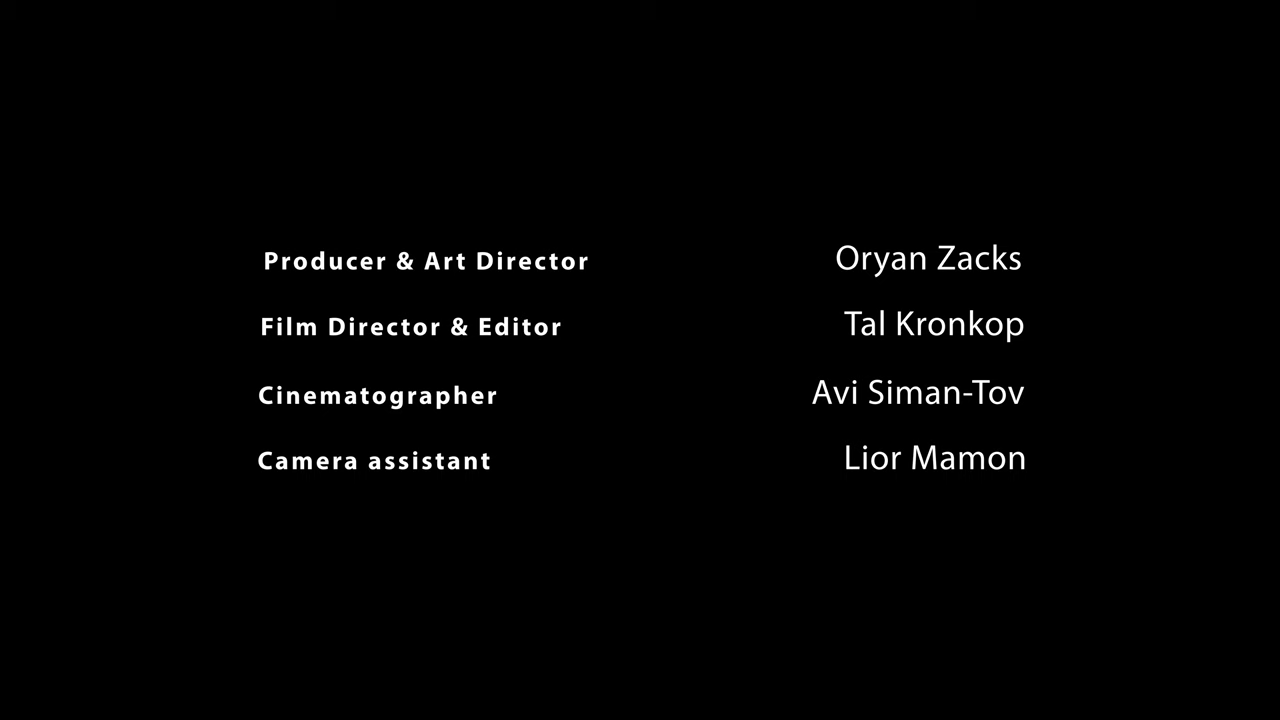 Producer & Art Director Oryan Zacks
Film Director & Editor Tal Kronkop
Cinematographer Avi Siman-Tov
Camera assistant Lior Mamon